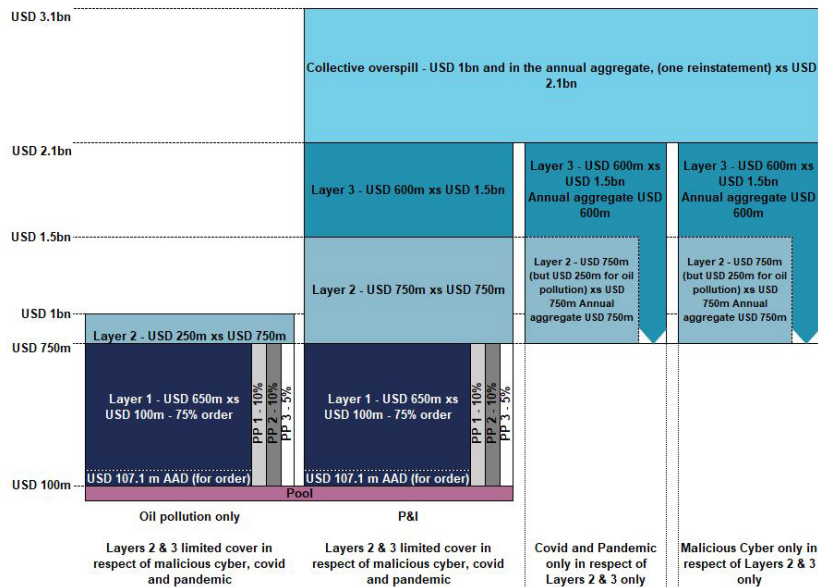 USD 3.1bn
Collective overspill - USD 1bn and in the annual aggregate, (one reinstatement) xs USD
2.1bn
USD 2.1bn
Layer 3 - USD 600m xs USD 1.5bn
Layer 3 - USD 600m xs
USD 1.5bn
Annual aggregate USD
600m
Layer 3 - USD 600m xs
USD 1.5bn
Annual aggregate USD
600m
USD 1.5bn
Layer 2 - USD 750m xs USD 750m
Layer 2 - USD 750m
(but USD 250m for oil
pollution) xs USD
750m Annual
aggregate USD 750m
Layer 2 - USD 750m
(but USD 250m for oil
pollution) xs USD
750m Annual
aggregate USD 750m
USD 1bn
Layer 2 - USD 250m xs USD 750m
USD 750m
Layer 1 - USD 650m xs
USD 100m - 75% order
PP 1 - 10%
PP 2 - 10%
PP 3 - 5%
Layer 1 - USD 650m xs
USD 100m - 75% order
PP 1 - 10%
PP 2 - 10%
PP 3 - 5%
USD 107.1 m AAD (for order)
USD 107.1 m AAD (for order)
USD 100m
Pool
Oil pollution only
P&I
Layers 2 & 3 limited cover in
respect of malicious cyber, covid
and pandemic
Layers 2 & 3 limited cover in
respect of malicious cyber, covid
and pandemic
Covid and Pandemic
only in respect of
Layers 2 & 3 only
Malicious Cyber only in
respect of Layers 2 & 3
only